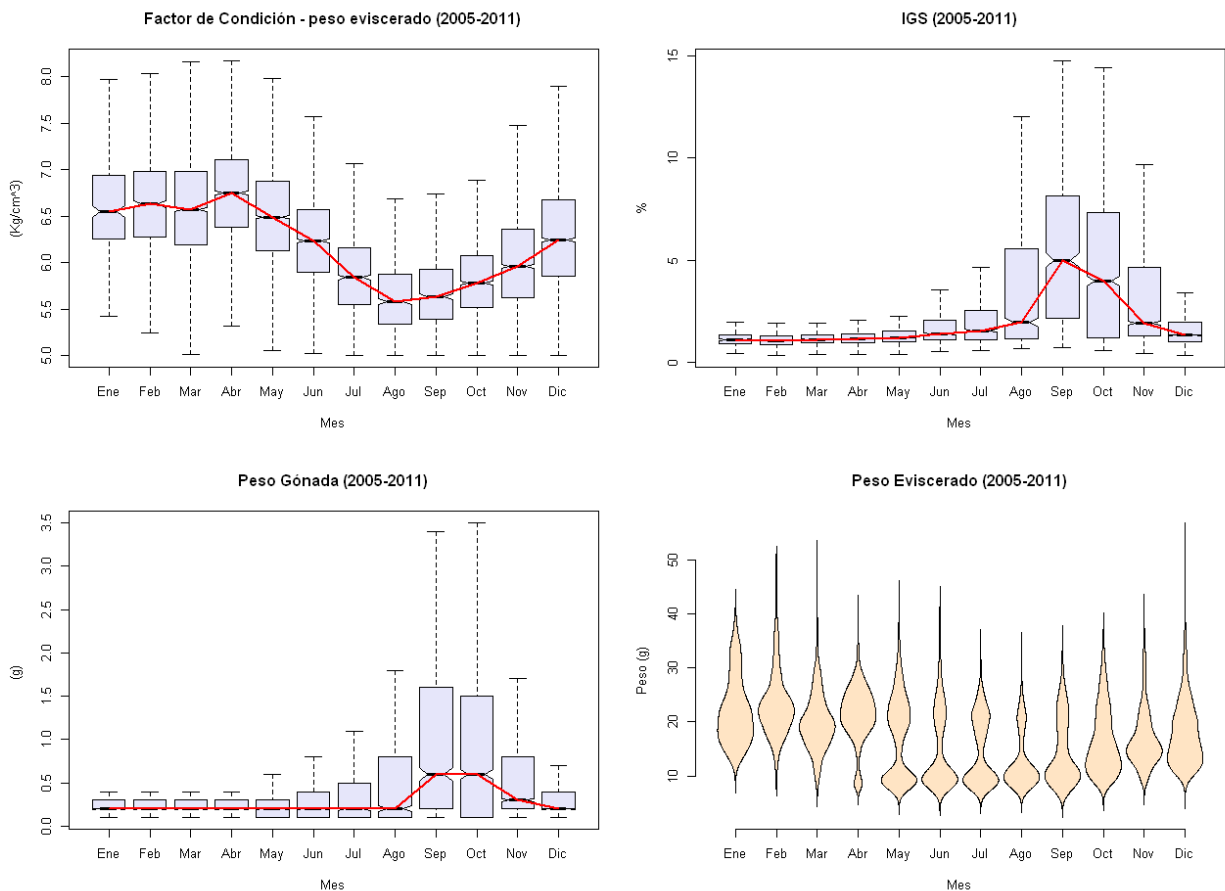 Factor de Condición - peso eviscerado (2005-2011)
(Kg/cm^3)
8.0
7.5
7.0
6.5
6.0
5.5
5.0
Ene Feb Mar Abr May Jun Jul Ago Sep Oct Nov Dic
Mes
IGS (2005-2011)
%
15
10
5
0
Ene Feb Mar Abr May Jun Jul Ago Sep Oct Nov Dic
Mes
Peso Gónada (2005-2011)
(g)
3.5
3.0
2.5
2.0
1.5
1.0
0.5
0.0
Ene Feb Mar Abr May Jun Jul Ago Sep Oct Nov Dic
Mes
Peso Eviscerado (2005-2011)
Peso (g)
50
40
30
20
10
Ene Feb Mar Abr May Jun Jul Ago Sep Oct Nov Dic
Mes